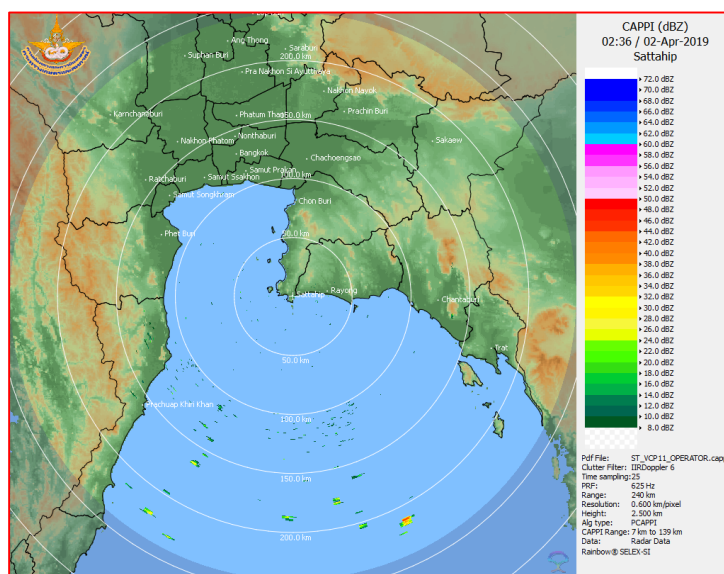 CAPPI (dBZ)
02:36 / 02-Apr-2019
Sattahip
72.0 dBZ
70.0 dBZ
68.0 dBZ
66.0 dBZ
64.0 dBZ
62.0 dBZ
60.0 dBZ
58.0 dBZ
56.0 dBZ
54.0 dBZ
52.0 dBZ
50.0 dBZ
48.0 dBZ
46.0 dBZ
44.0 dBZ
42.0 dBZ
40.0 dBZ
38.0 dBZ
36.0 dBZ
34.0 dBZ
32.0 dBZ
30.0 dBZ
28.0 dBZ
26.0 dBZ
24.0 dBZ
22.0 dBZ
20.0 dBZ
18.0 dBZ
16.0 dBZ
14.0 dBZ
12.0 dBZ
10.0 dBZ
8.0 dBZ
Pdf File: ST_VCP11_OPERATOR.capp
Clutter Filter: IIRDoppler 6
Time sampling:25
PRF: 625 Hz
Range: 240 km
Resolution: 0.600 km/pixel
Height: 2.500 km
Alg type: PCAPPI
CAPPI Range: 7 km to 139 km
Data: Radar Data
Rainbow® SELEX-SI
Ang Thong
Saraburi
Suphan Buri
200.0 km
Pra Nakhon Si Ayutthaya
Nakhon Nayok
Karnchanaburi
Phatum Thani
150.0 km
Prachin Buri
Nonthaburi
Nakhon Phatom
Sakaew
Bangkok
Chachoengsao
Samut Prakan
Ratchaburi
Samut Ssakhon
100.0 km
Samut Songkhram
Chon Buri
Phet Buri
50.0 km
Sattahip
Rayong
Chantaburi
Trat
50.0 km
Prachuap Khiri Khan
100.0 km
150.0 km
200.0 km